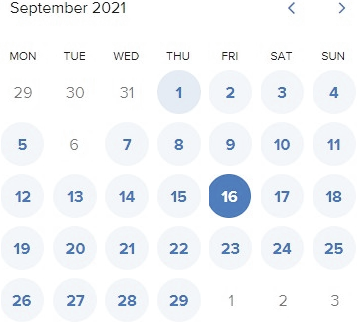 September 2021
MON TUE WED THU FRI SAT SUN
29 30 31 1 2 3 4
5 6 7 8 9 10 11
12 13 14 15 16 17 18
19 20 21 22 23 24 25
26 27 28 29 1 2 3